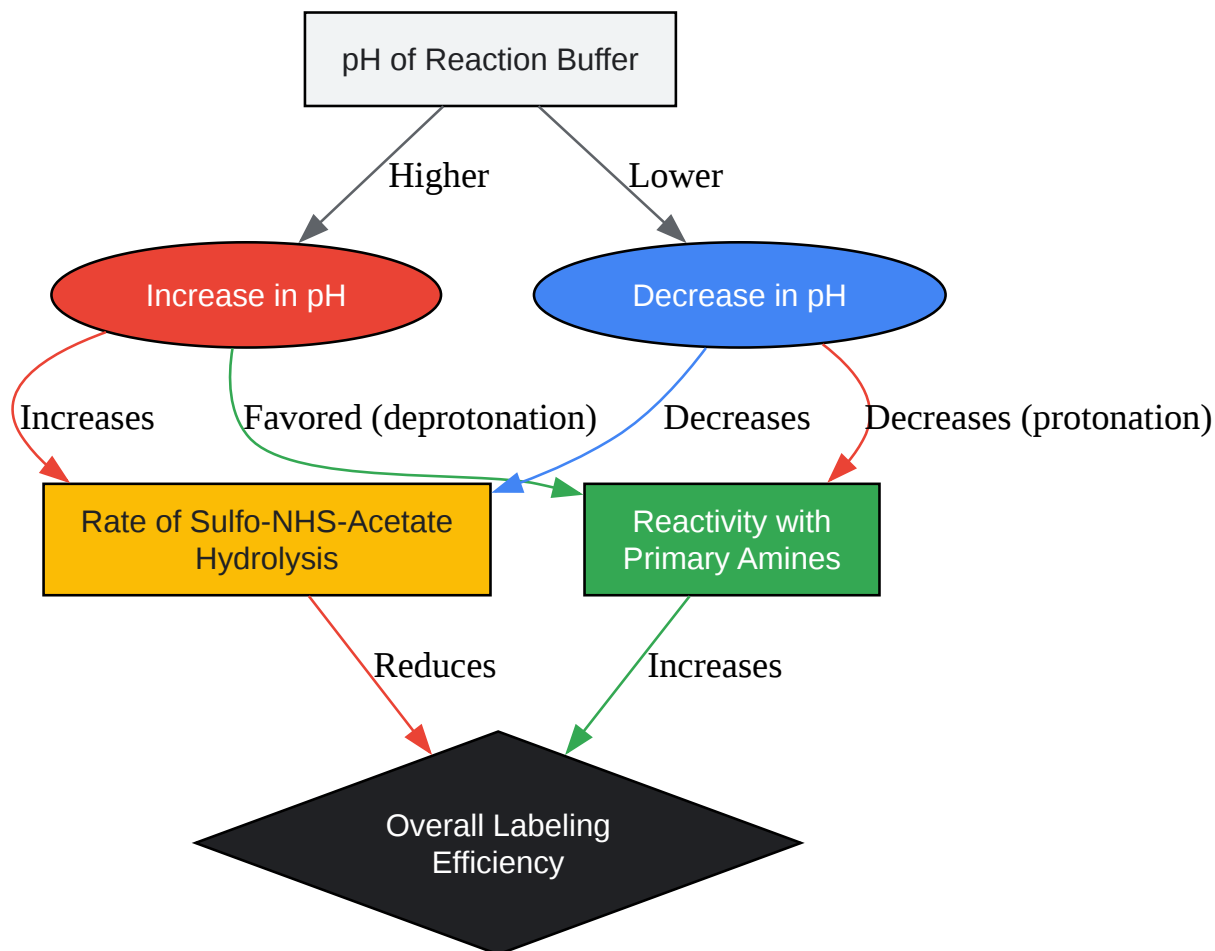 pH of Reaction Buffer
Higher
Lower
Increase in pH
Decrease in pH
Increases
Favored (deprotonation)
Decreases
Decreases (protonation)
Rate of Sulfo-NHS-Acetate
Hydrolysis
Reactivity with
Primary Amines
Reduces
Increases
Overall Labeling
Efficiency